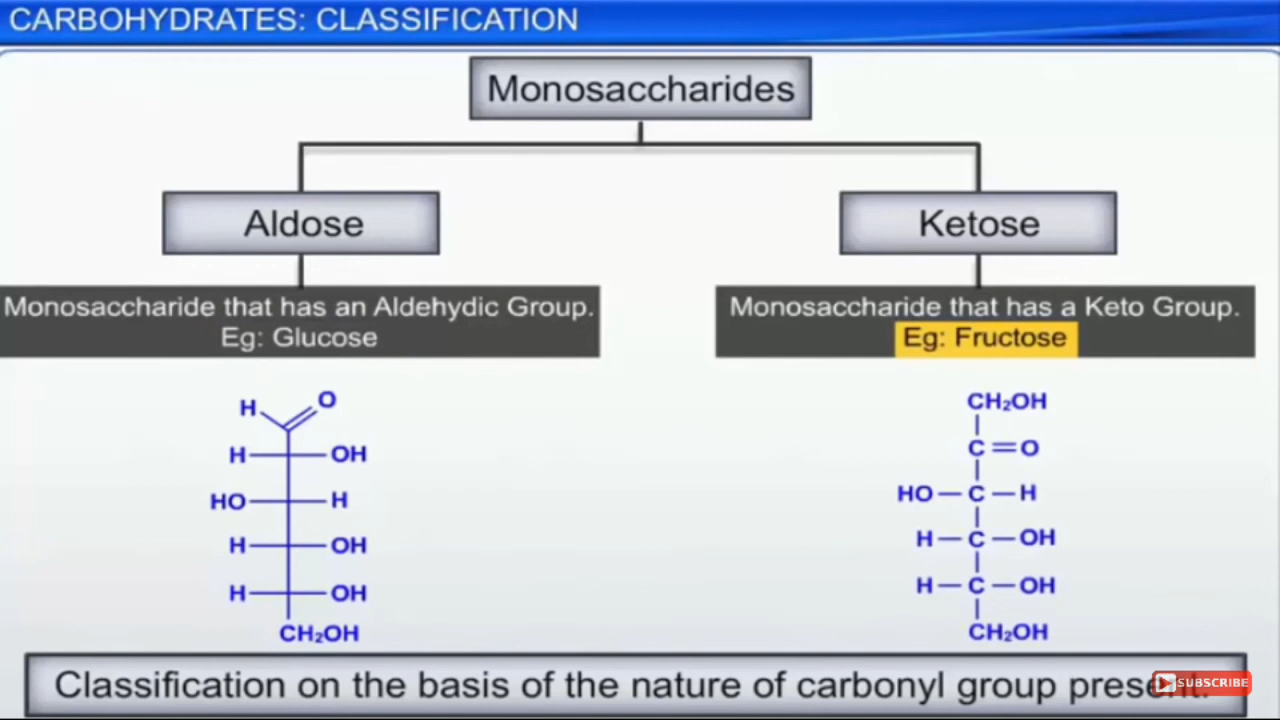 CARBOHYDRATES: CLASSIFICATION
Monosaccharides
Aldose
Ketose
Monosaccharide that has an Aldehydic Group.
Eg: Glucose
Monosaccharide that has a Keto Group.
Eg: Fructose
H O
H OH
HO H
H OH
H OH
CH₂OH
CH₂OH
C=O
HO—C—H
H—C—OH
H—C—OH
CH₂OH
Classification on the basis of the nature of carbonyl group present.
SUBSCRIBE